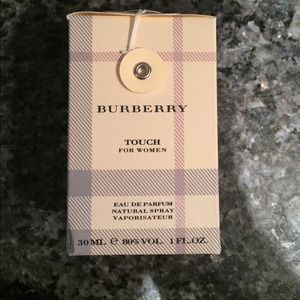 BURBERRY
TOUCH
FOR WOMEN
EAU DE PARFUM
NATURAL SPRAY
VAPORISATEUR
30 ML ℮ 80% VOL. 1 FL.OZ.